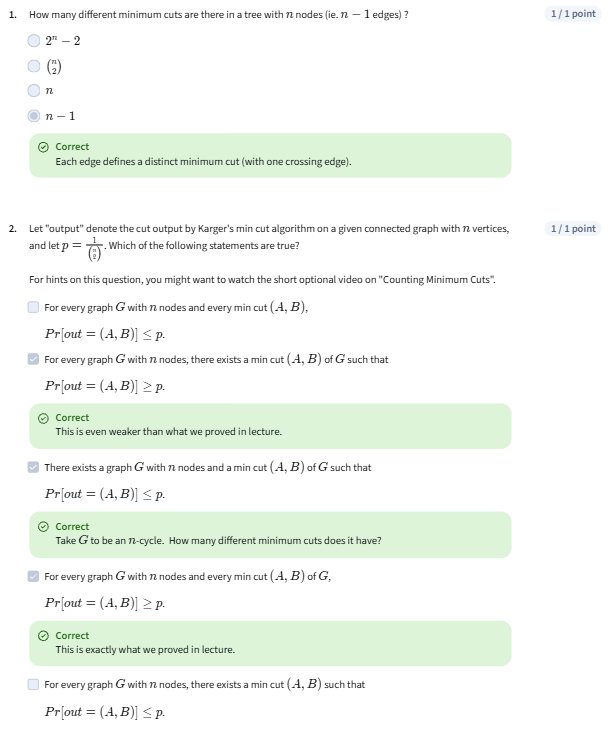 1. How many different minimum cuts are there in a tree with n nodes (ie. n − 1 edges) ?
1 / 1 point
2ⁿ − 2
(n 2)
n
n − 1
Correct
Each edge defines a distinct minimum cut (with one crossing edge).
2. Let "output" denote the cut output by Karger's min cut algorithm on a given connected graph with n vertices,
1 / 1 point
and let p = 1/(n 2). Which of the following statements are true?
For hints on this question, you might want to watch the short optional video on "Counting Minimum Cuts".
For every graph G with n nodes and every min cut (A, B),
Pr[out = (A, B)] ≤ p.
For every graph G with n nodes, there exists a min cut (A, B) of G such that
Pr[out = (A, B)] ≥ p.
Correct
This is even weaker than what we proved in lecture.
There exists a graph G with n nodes and a min cut (A, B) of G such that
Pr[out = (A, B)] ≤ p.
Correct
Take G to be an n-cycle. How many different minimum cuts does it have?
For every graph G with n nodes and every min cut (A, B) of G,
Pr[out = (A, B)] ≥ p.
Correct
This is exactly what we proved in lecture.
For every graph G with n nodes, there exists a min cut (A, B) such that
Pr[out = (A, B)] ≤ p.